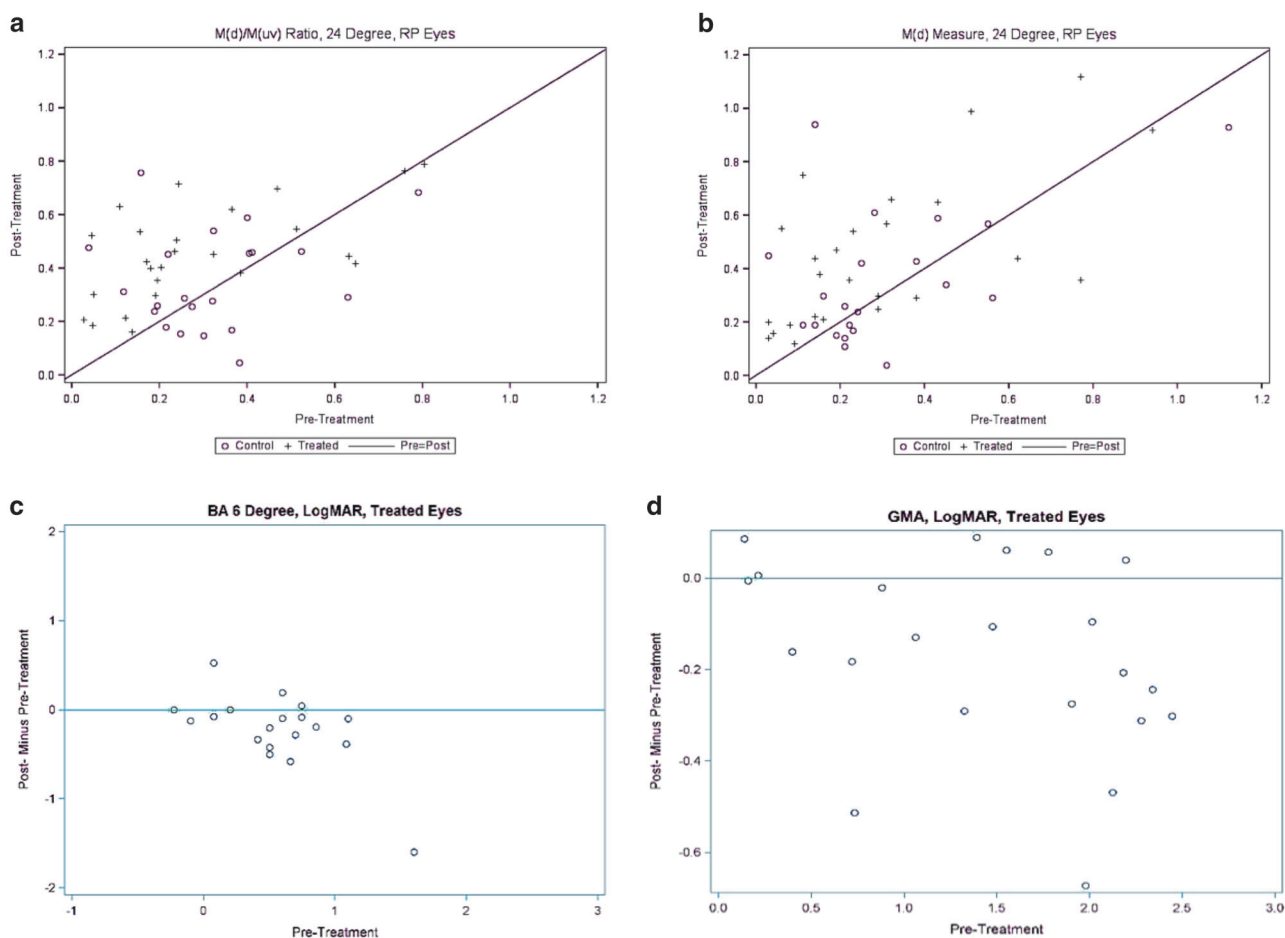 a
M(d)/M(uv) Ratio, 24 Degree, RP Eyes
1.2
1.0
0.8
0.6
0.4
0.2
0.0
Post-Treatment
0.0 0.2 0.4 0.6 0.8 1.0 1.2
Pre-Treatment
Control Treated Pre=Post
b
M(d) Measure, 24 Degree, RP Eyes
1.2
1.0
0.8
0.6
0.4
0.2
0.0
Post-Treatment
0.0 0.2 0.4 0.6 0.8 1.0 1.2
Pre-Treatment
Control Treated Pre=Post
c
BA 6 Degree, LogMAR, Treated Eyes
2
1
0
-1
-2
Post- Minus Pre-Treatment
-1 0 1 2 3
Pre-Treatment
d
GMA, LogMAR, Treated Eyes
0.0
-0.2
-0.4
-0.6
Post- Minus Pre-Treatment
0.0 0.5 1.0 1.5 2.0 2.5 3.0
Pre-Treatment